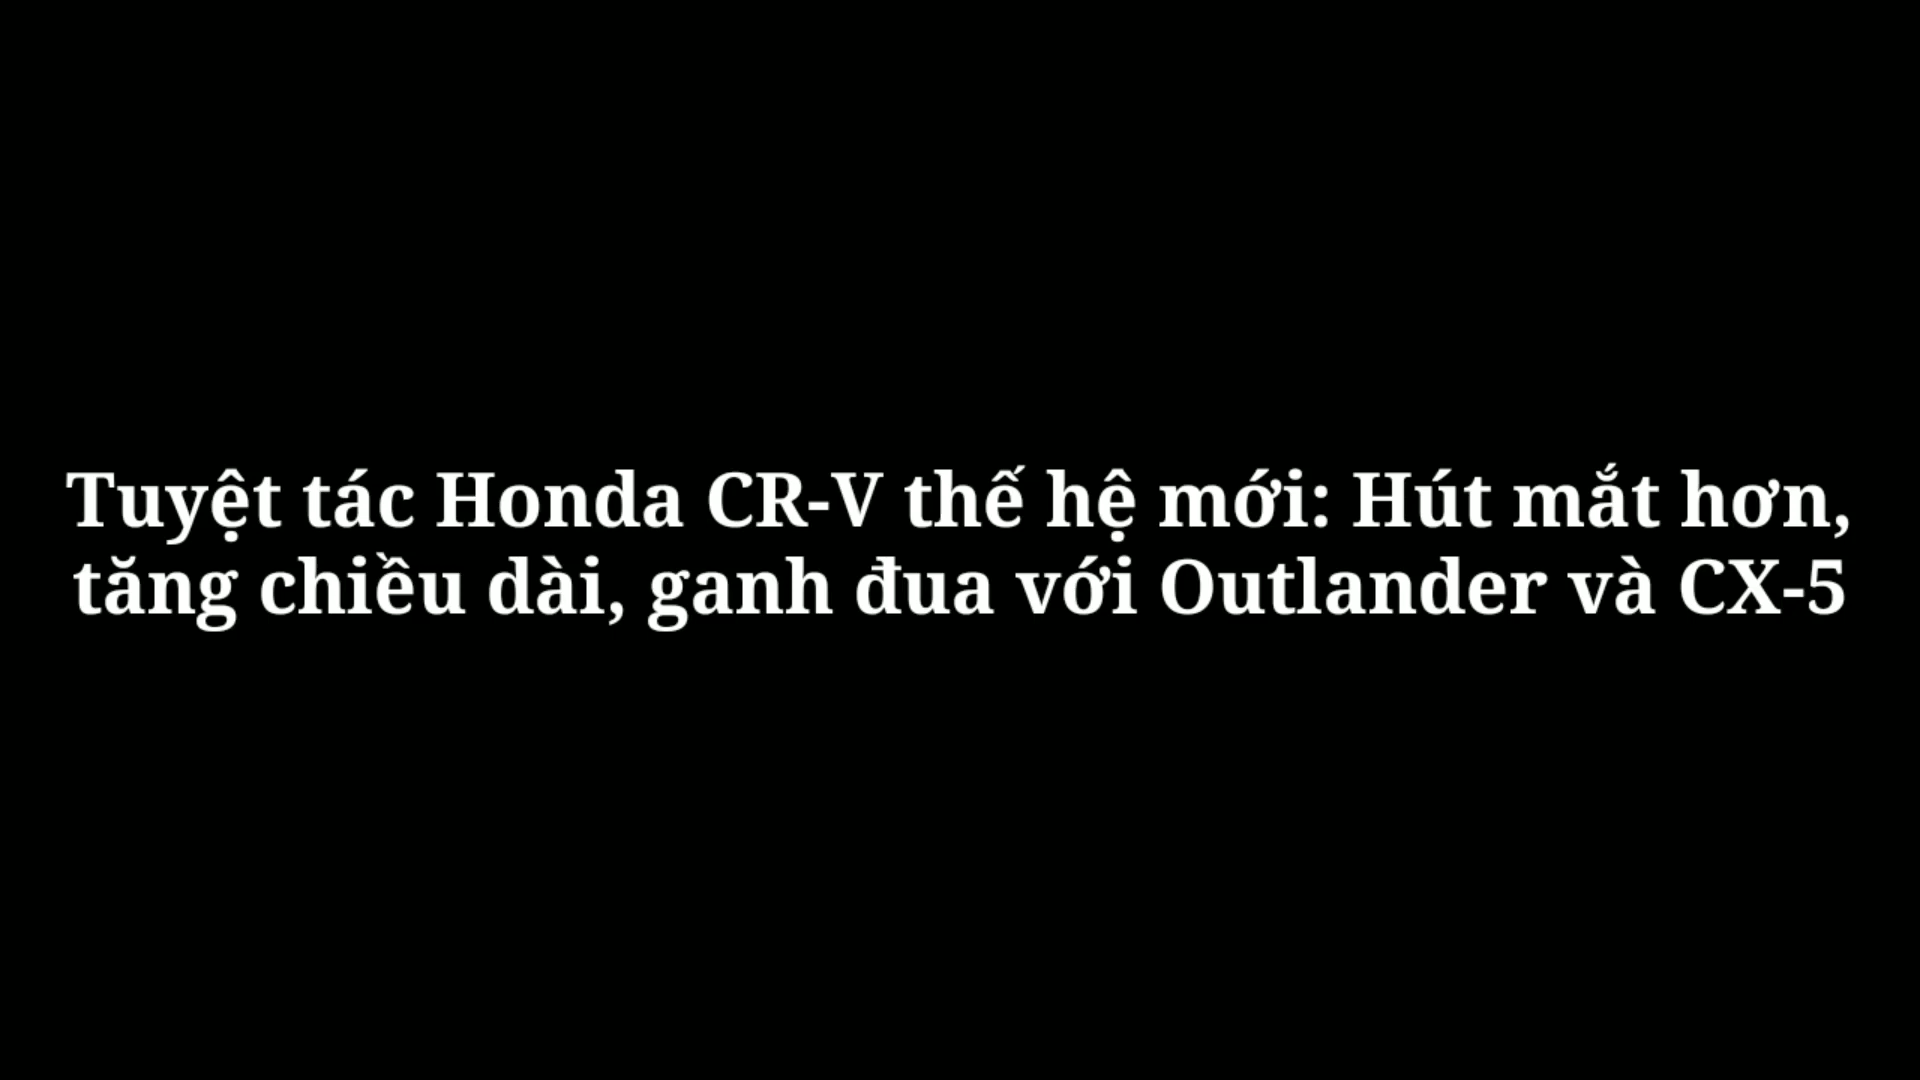 Tuyệt tác Honda CR-V thế hệ mới: Hút mắt hơn,
tăng chiều dài, ganh đua với Outlander và CX-5